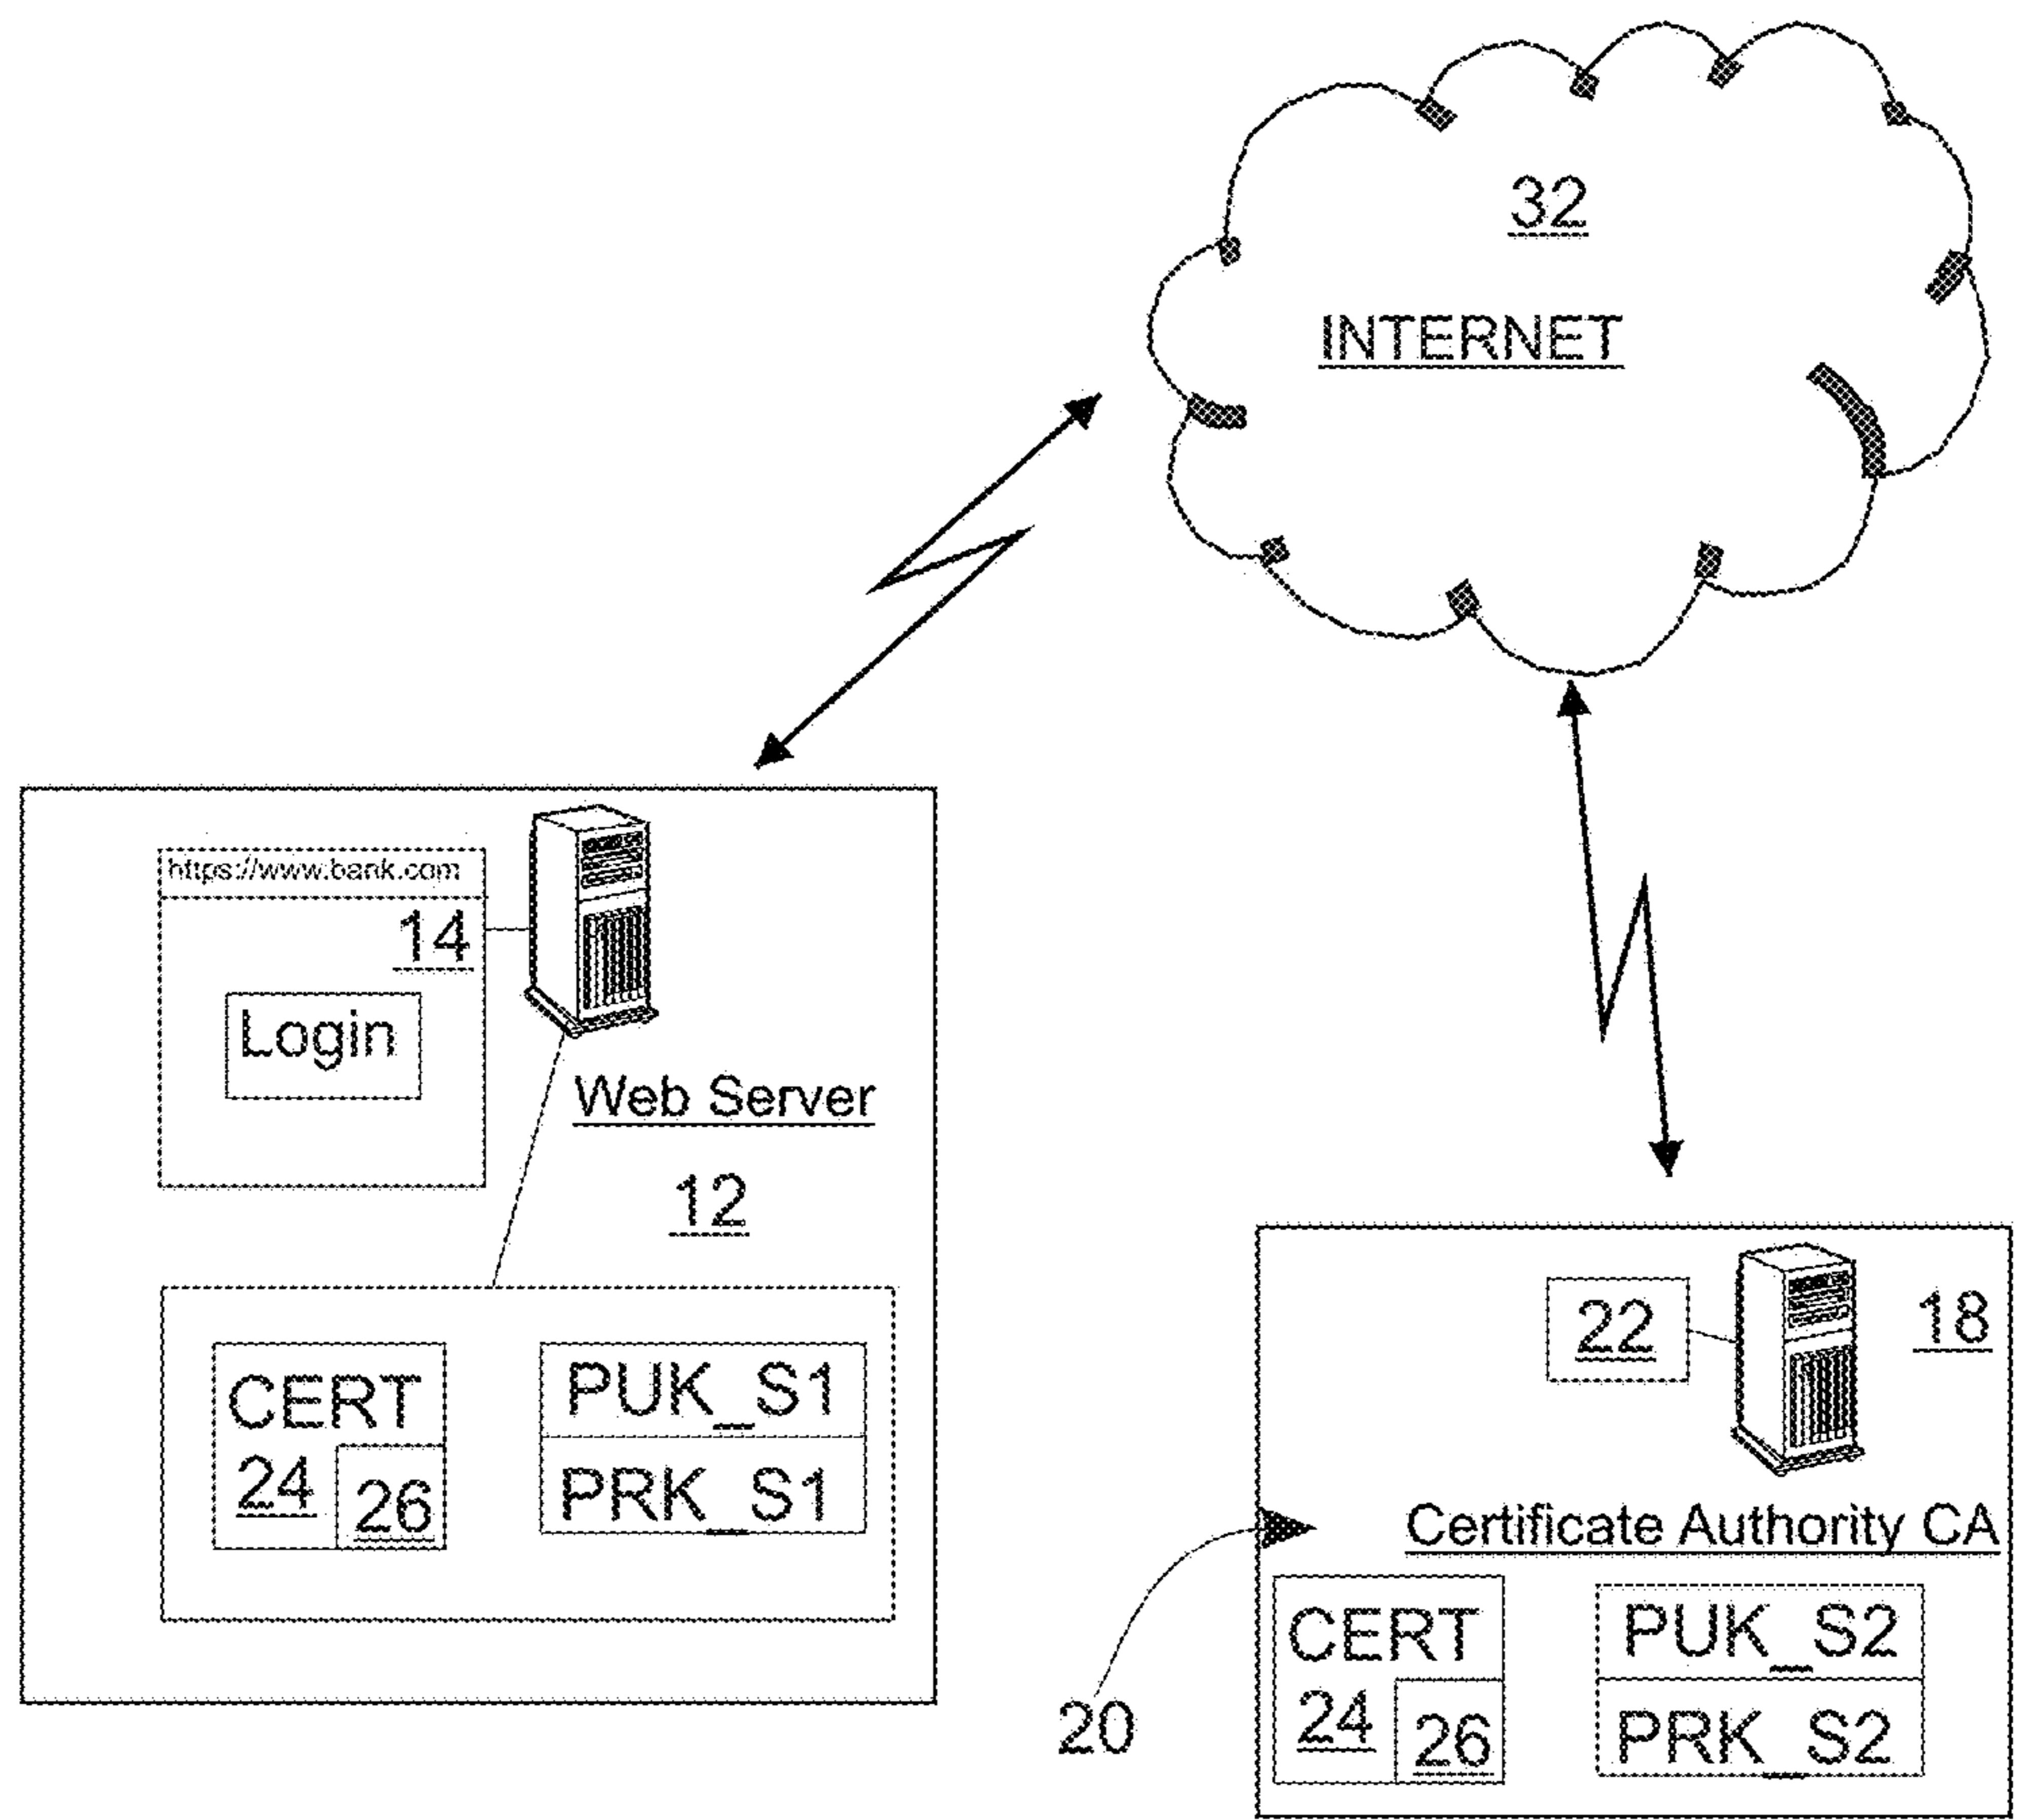 32
INTERNET
https://www.bank.com
14
Login
Web Server
12
CERT
24
26
PUK_S1
PRK_S1
22
18
Certificate Authority CA
20
CERT
24
26
PUK_S2
PRK_S2